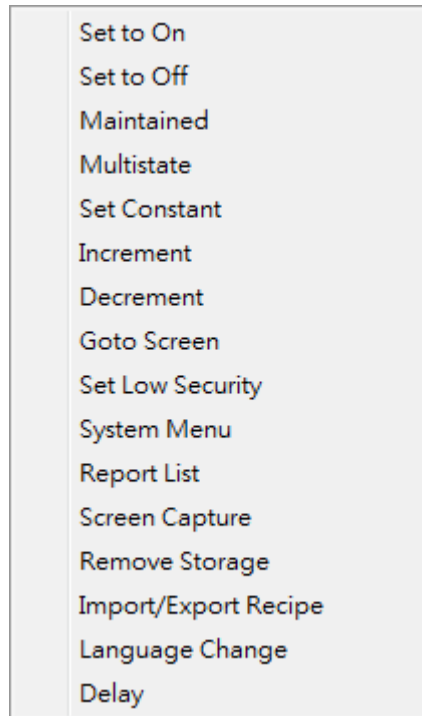 Set to On
Set to Off
Maintained
Multistate
Set Constant
Increment
Decrement
Goto Screen
Set Low Security
System Menu
Report List
Screen Capture
Remove Storage
Import/Export Recipe
Language Change
Delay